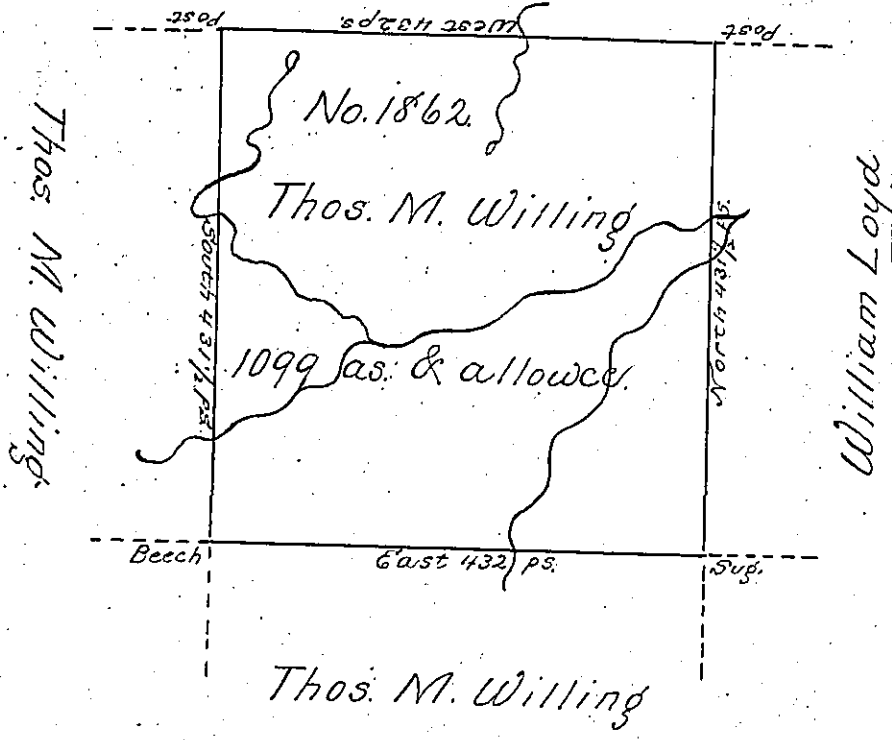 Post
West 432 ps.
Post
No. 1862.
Thos. M. Willing
Thos. M. Willing
William Loyd
South 431 1/2 ps.
North 431 1/2 ps.
1099 as. & allowce.
Beech
East 432 ps.
Sug.
Thos. M. Willing